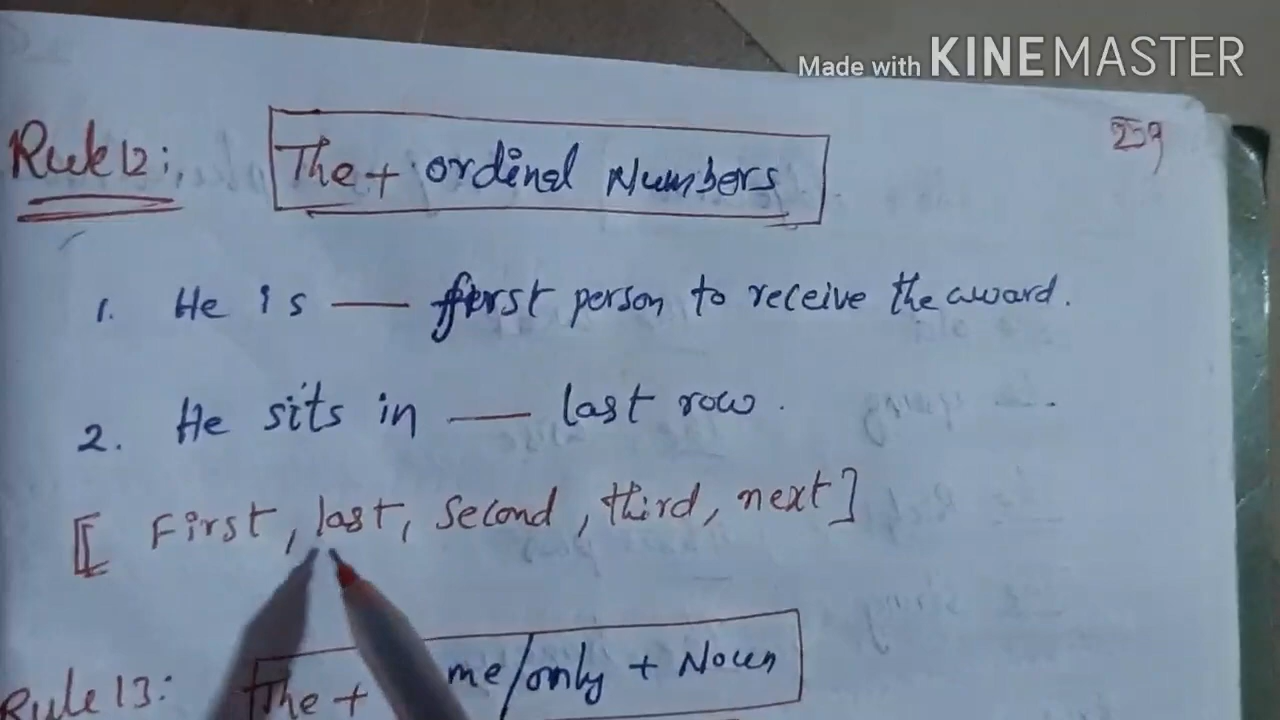 Made with KINEMASTER
259
Rule 12:
The + ordinal Numbers
1. He is — first person to receive the award.
2. He sits in — last row.
[ First, last, Second, third, next ]
Rule 13: The + me/only + Noun